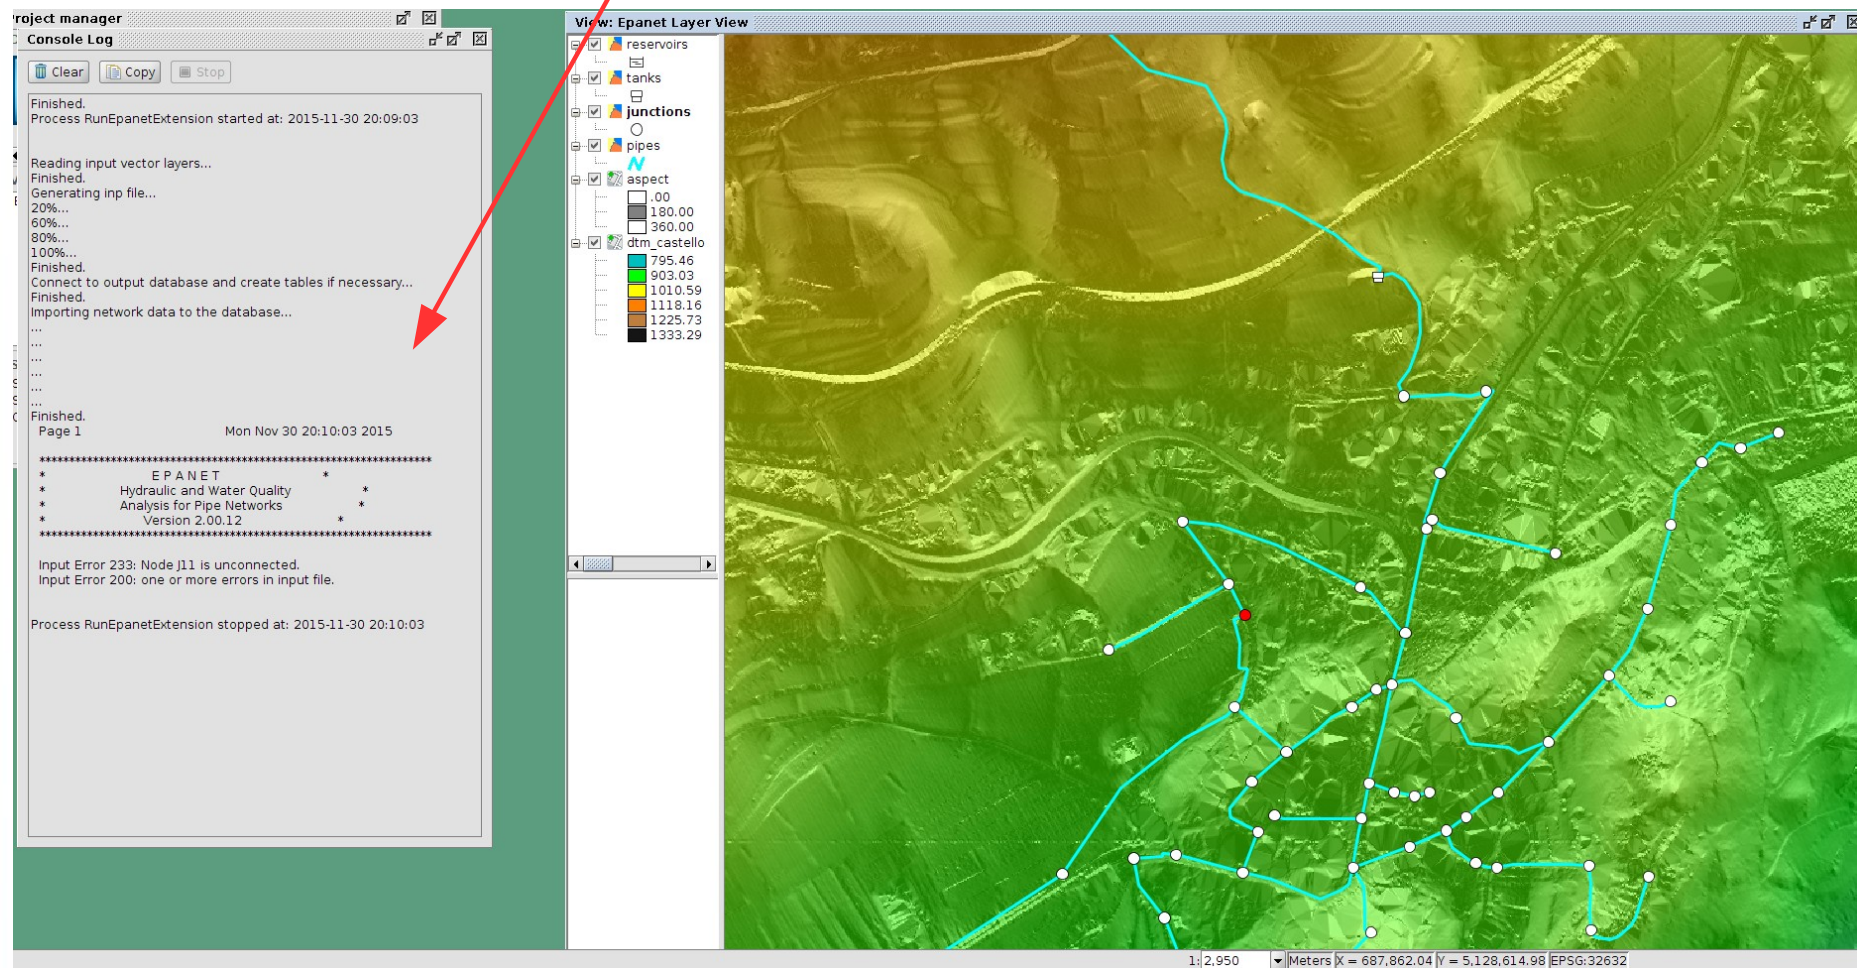 roject manager
Console Log
Clear
Copy
Stop
Finished.
Process RunEpanetExtension started at: 2015-11-30 20:09:03
Reading input vector layers...
Finished.
Generating inp file...
20%...
60%...
80%...
100%...
Finished.
Connect to output database and create tables if necessary...
Finished.
Importing network data to the database...
...
...
...
...
...
...
Finished.
Page 1 Mon Nov 30 20:10:03 2015
******************************************************************
* E P A N E T *
* Hydraulic and Water Quality *
* Analysis for Pipe Networks *
* Version 2.00.12 *
******************************************************************
Input Error 233: Node J11 is unconnected.
Input Error 200: one or more errors in input file.
Process RunEpanetExtension stopped at: 2015-11-30 20:10:03
View: Epanet Layer View
reservoirs
tanks
junctions
pipes
aspect
.00
180.00
360.00
dtm_castello
795.46
903.03
1010.59
1118.16
1225.73
1333.29
1: 2,950 Meters X = 687,862.04 Y = 5,128,614.98 EPSG:32632